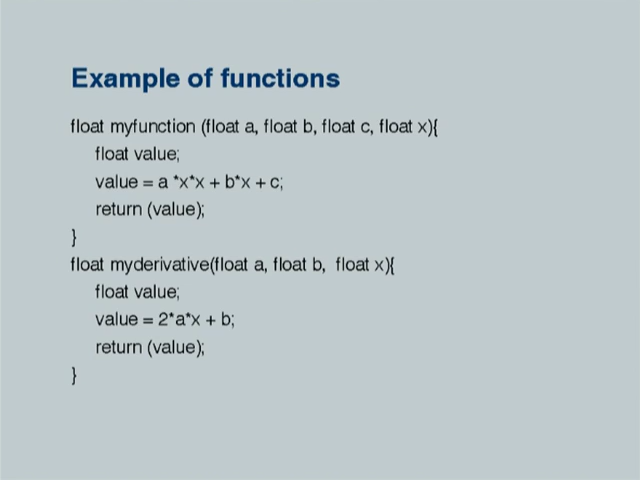 Example of functions
float myfunction (float a, float b, float c, float x){
float value;
value = a *x*x + b*x + c;
return (value);
}
float myderivative(float a, float b, float x){
float value;
value = 2*a*x + b;
return (value);
}